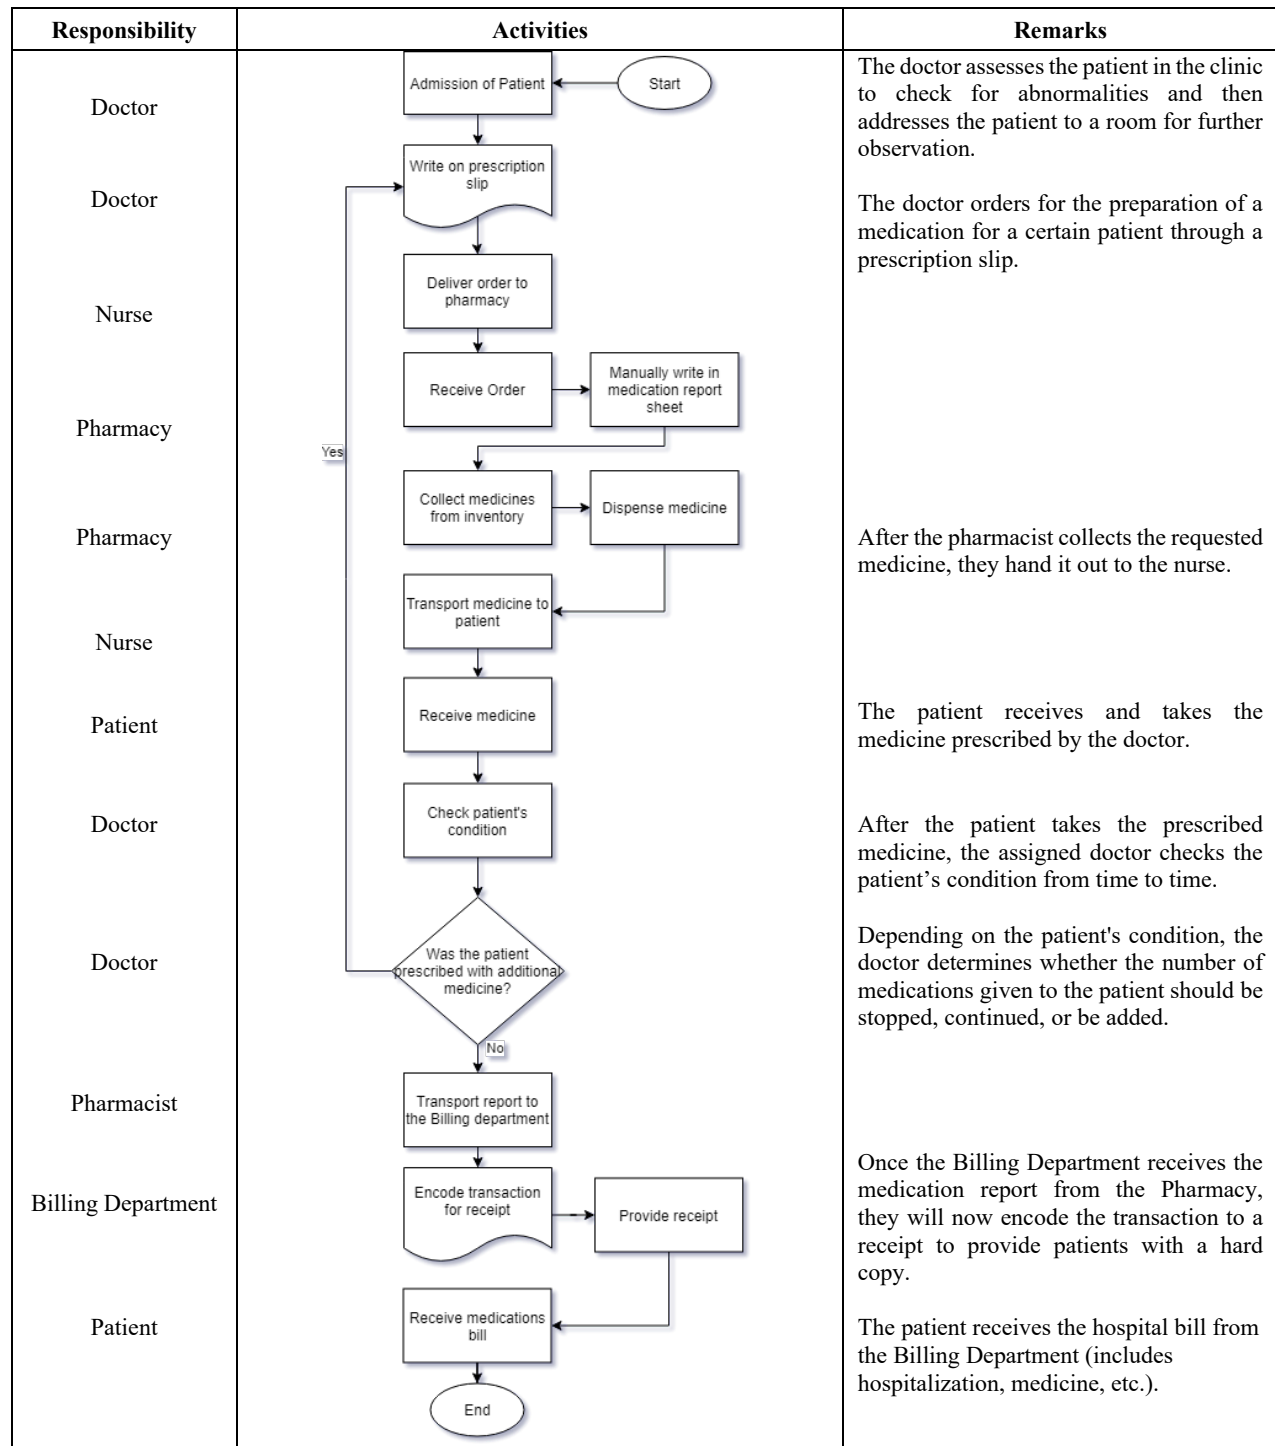 Responsibility
Activities
Remarks
Doctor
Admission of Patient
Start
The doctor assesses the patient in the clinic
to check for abnormalities and then
addresses the patient to a room for further
observation.
Doctor
Write on prescription
slip
The doctor orders for the preparation of a
medication for a certain patient through a
prescription slip.
Nurse
Deliver order to
pharmacy
Pharmacy
Receive Order
Manually write in
medication report
sheet
Yes
Pharmacy
Collect medicines
from inventory
Dispense medicine
After the pharmacist collects the requested
medicine, they hand it out to the nurse.
Nurse
Transport medicine to
patient
Patient
Receive medicine
The patient receives and takes the
medicine prescribed by the doctor.
Doctor
Check patient's
condition
After the patient takes the prescribed
medicine, the assigned doctor checks the
patient’s condition from time to time.
Doctor
Was the patient
prescribed with additional
medicine?
Depending on the patient's condition, the
doctor determines whether the number of
medications given to the patient should be
stopped, continued, or be added.
No
Pharmacist
Transport report to
the Billing department
Billing Department
Encode transaction
for receipt
Provide receipt
Once the Billing Department receives the
medication report from the Pharmacy,
they will now encode the transaction to a
receipt to provide patients with a hard
copy.
Patient
Receive medications
bill
The patient receives the hospital bill from
the Billing Department (includes
hospitalization, medicine, etc.).
End